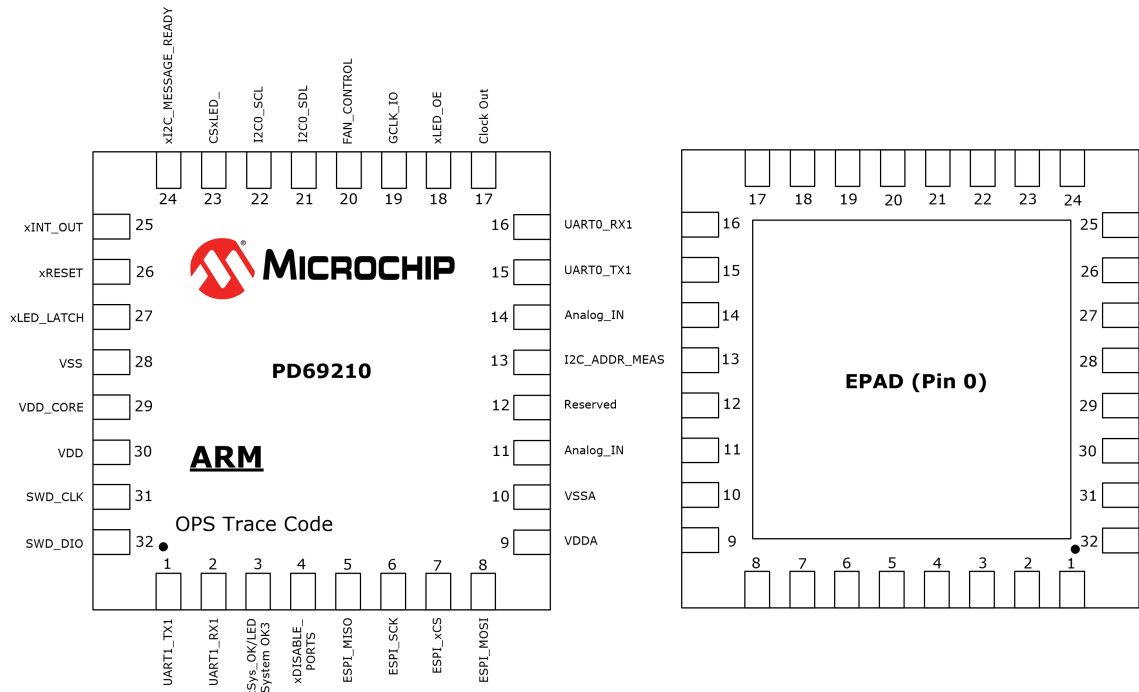 xI2C_MESSAGE_READY
CSxLED_
I2C0_SCL
I2C0_SDL
FAN_CONTROL
GCLK_IO
xLED_OE
Clock Out
24 23 22 21 20 19 18 17
xINT_OUT 25
xRESET 26
xLED_LATCH 27
VSS 28
VDD_CORE 29
VDD 30
SWD_CLK 31
SWD_DIO 32
MICROCHIP
®
PD69210
ARM
OPS Trace Code
16 UART0_RX1
15 UART0_TX1
14 Analog_IN
13 I2C_ADDR_MEAS
12 Reserved
11 Analog_IN
10 VSSA
9 VDDA
1 2 3 4 5 6 7 8
UART1_TX1
UART1_RX1
Sys_OK/LED
System OK3
xDISABLE_
PORTS
ESPI_MISO
ESPI_SCK
ESPI_xCS
ESPI_MOSI
17 18 19 20 21 22 23 24
16
15
14
13
12
11
10
9
EPAD (Pin 0)
25
26
27
28
29
30
31
32
8 7 6 5 4 3 2 1